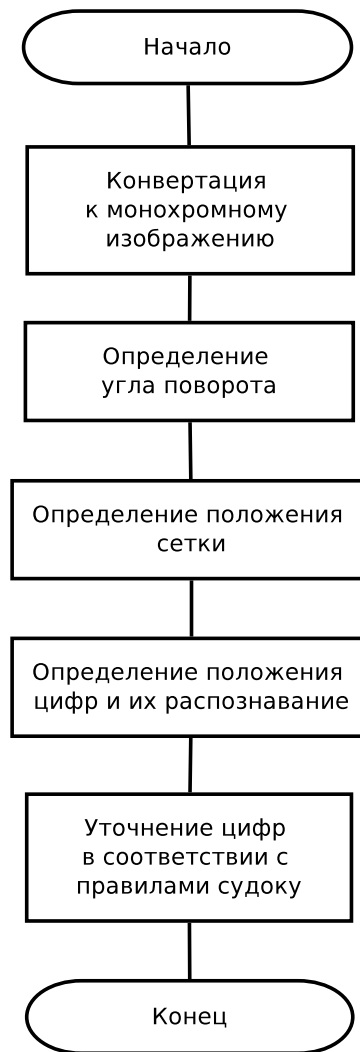 Начало
Конвертация
к монохромному
изображению
Определение
угла поворота
Определение положения
сетки
Определение положения
цифр и их распознавание
Уточнение цифр
в соответствии с
правилами судоку
Конец